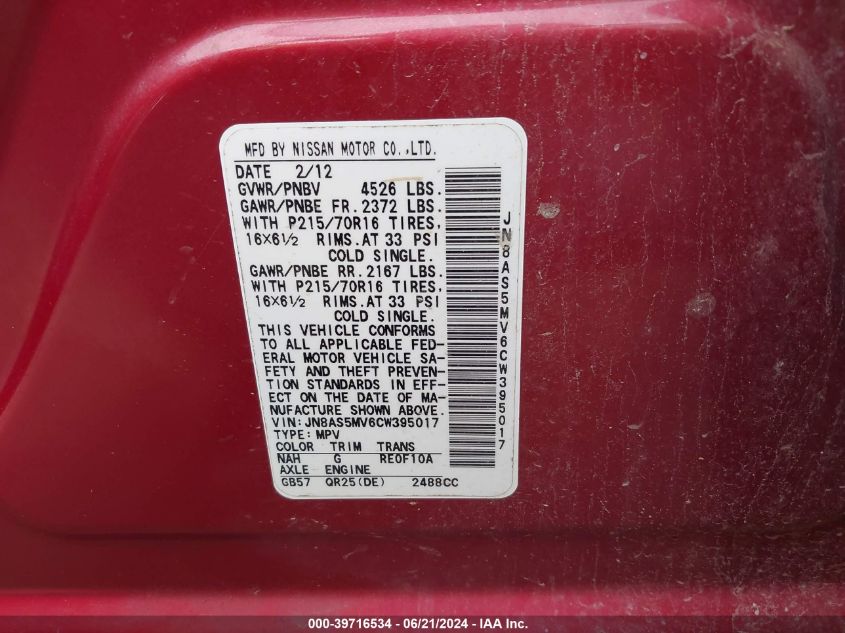 MFD BY NISSAN MOTOR CO.,LTD.
DATE 2/12
GVWR/PNBV 4526 LBS.
GAWR/PNBE FR. 2372 LBS.
WITH P215/70R16 TIRES,
16X6½ RIMS.AT 33 PSI
COLD SINGLE.
GAWR/PNBE RR. 2167 LBS.
WITH P215/70R16 TIRES,
16X6½ RIMS.AT 33 PSI
COLD SINGLE.
THIS VEHICLE CONFORMS
TO ALL APPLICABLE FED-
ERAL MOTOR VEHICLE SA-
FETY AND THEFT PREVEN-
TION STANDARDS IN EFF-
ECT ON THE DATE OF MA-
NUFACTURE SHOWN ABOVE.
VIN:JN8AS5MV6CW395017
TYPE:MPV
COLOR TRIM TRANS
NAH G RE0F10A
AXLE ENGINE
GB57 QR25(DE) 2488CC
JN8AS5MV6CW395017
000-39716534 - 06/21/2024 - IAA Inc.